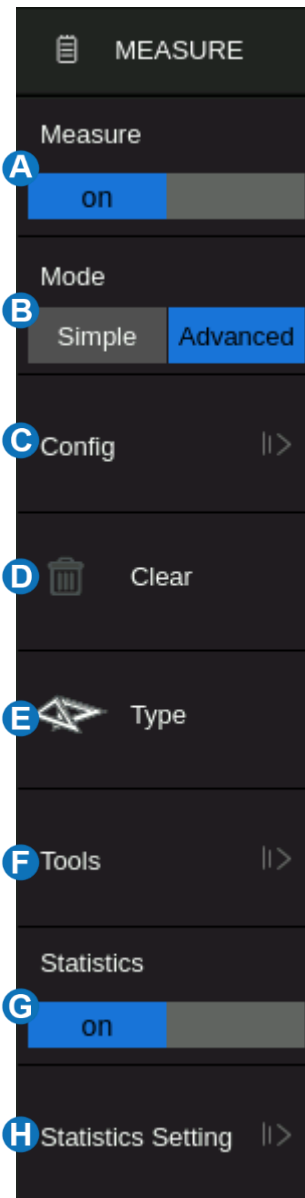 MEASURE
Measure
A
on
Mode
B
Simple Advanced
C Config
D Clear
E Type
F Tools
Statistics
G
on
H Statistics Setting